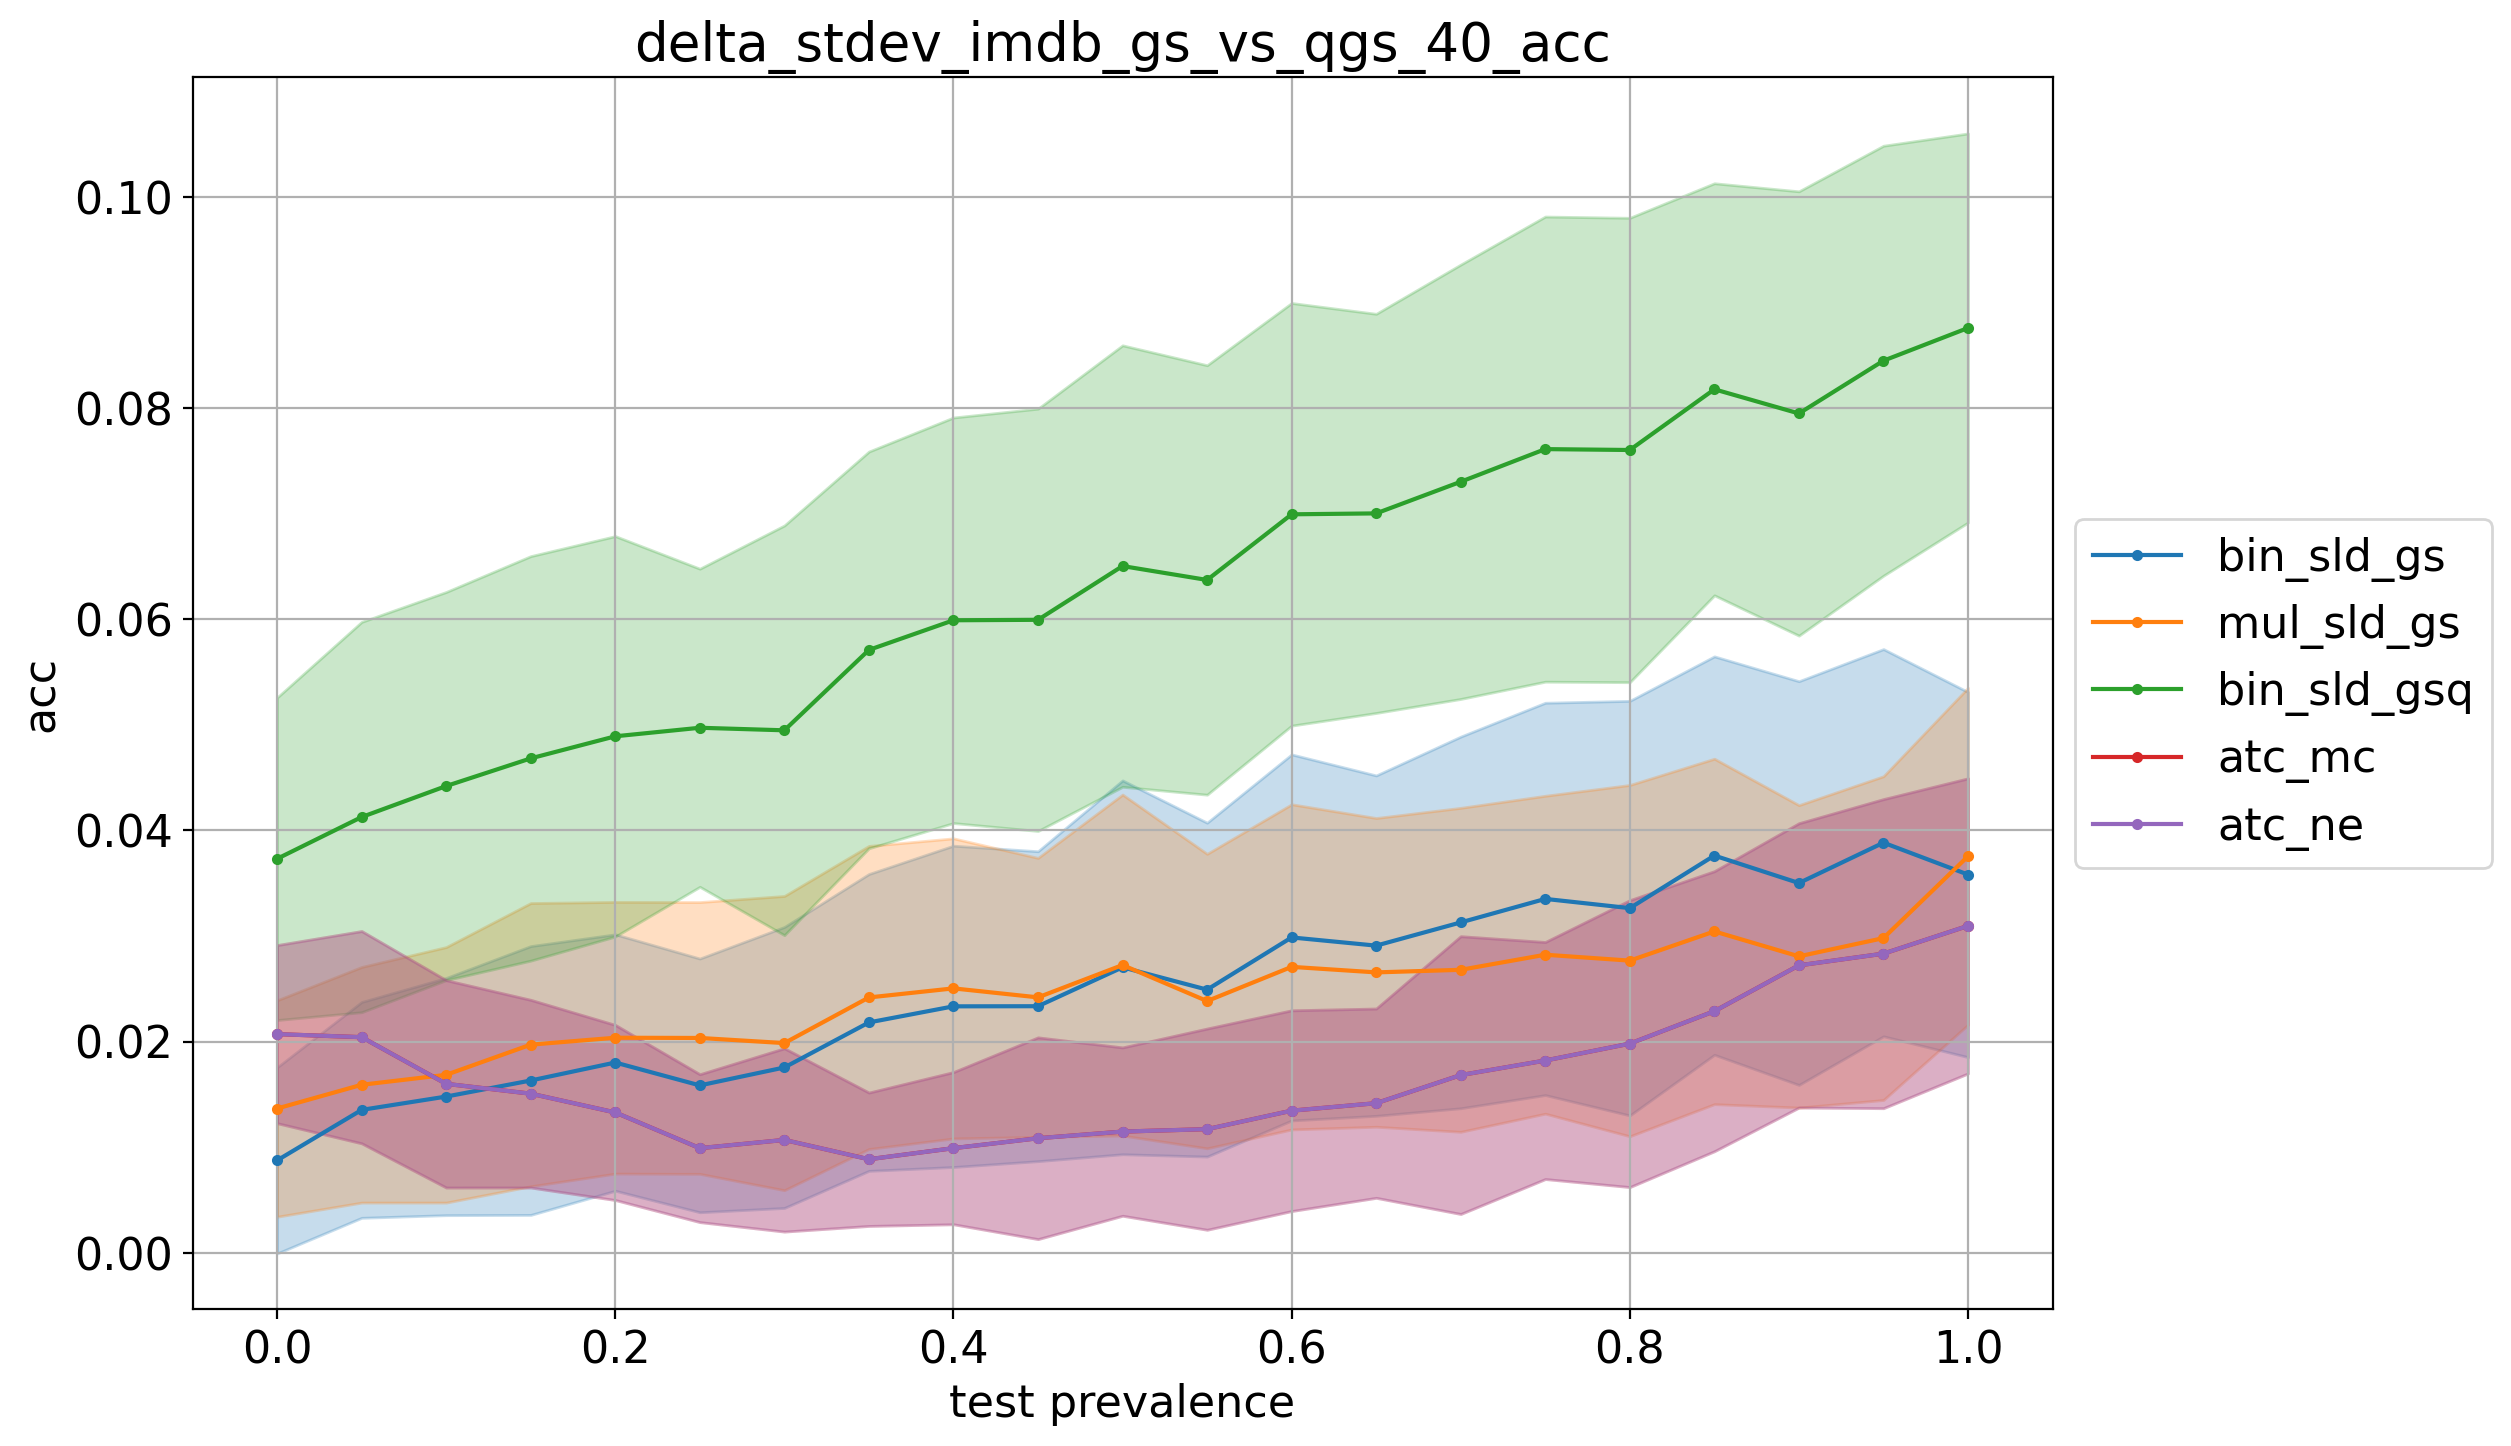 delta_stdev_imdb_gs_vs_qgs_40_acc
0.10
0.08
0.06
0.04
0.02
0.00
acc
0.0 0.2 0.4 0.6 0.8 1.0
test prevalence
bin_sld_gs
mul_sld_gs
bin_sld_gsq
atc_mc
atc_ne